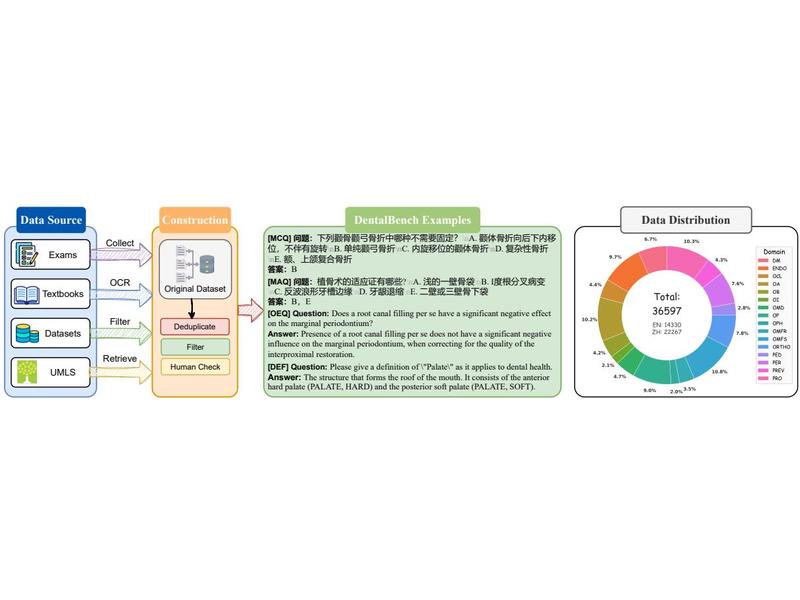 Data Source
Exams
Textbooks
Datasets
UMLS
Collect
OCR
Filter
Retrieve
Construction
Original Dataset
Deduplicate
Filter
Human Check
DentalBench Examples
[MCQ] 问题：下列颧骨颧弓骨折中哪种不需要固定？ \nA. 颧体骨折向后下内移
位，不伴有旋转 \nB. 单纯颧弓骨折 \nC. 内旋移位的颧体骨折 \nD. 复杂性骨折
\nE. 额、上颌复合骨折
答案：B
[MAQ] 问题：植骨术的适应证有哪些? \nA. 浅的一壁骨袋 \nB. I度根分叉病变
\nC. 反波浪形牙槽边缘 \nD. 牙龈退缩 \nE. 二壁或三壁骨下袋
答案：B，E
[OEQ] Question: Does a root canal filling per se have a significant negative effect
on the marginal periodontium?
Answer: Presence of a root canal filling per se does not have a significant negative
influence on the marginal periodontium, when correcting for the quality of the
interproximal restoration.
[DEF] Question: Please give a definition of \"Palate\" as it applies to dental health.
Answer: The structure that forms the roof of the mouth. It consists of the anterior
hard palate (PALATE, HARD) and the posterior soft palate (PALATE, SOFT).
Data Distribution
6.7%
10.3%
4.3%
7.6%
2.8%
7.8%
10.8%
3.5%
2.0%
9.0%
4.7%
2.1%
4.2%
10.2%
4.4%
9.7%
Total:
36597
EN: 14330
ZH: 22267
Domain
DM
ENDO
OA
OB
OI
OMD
OP
OPH
OMFR
OMFS
ORTHO
PED
PER
PREV
PRO